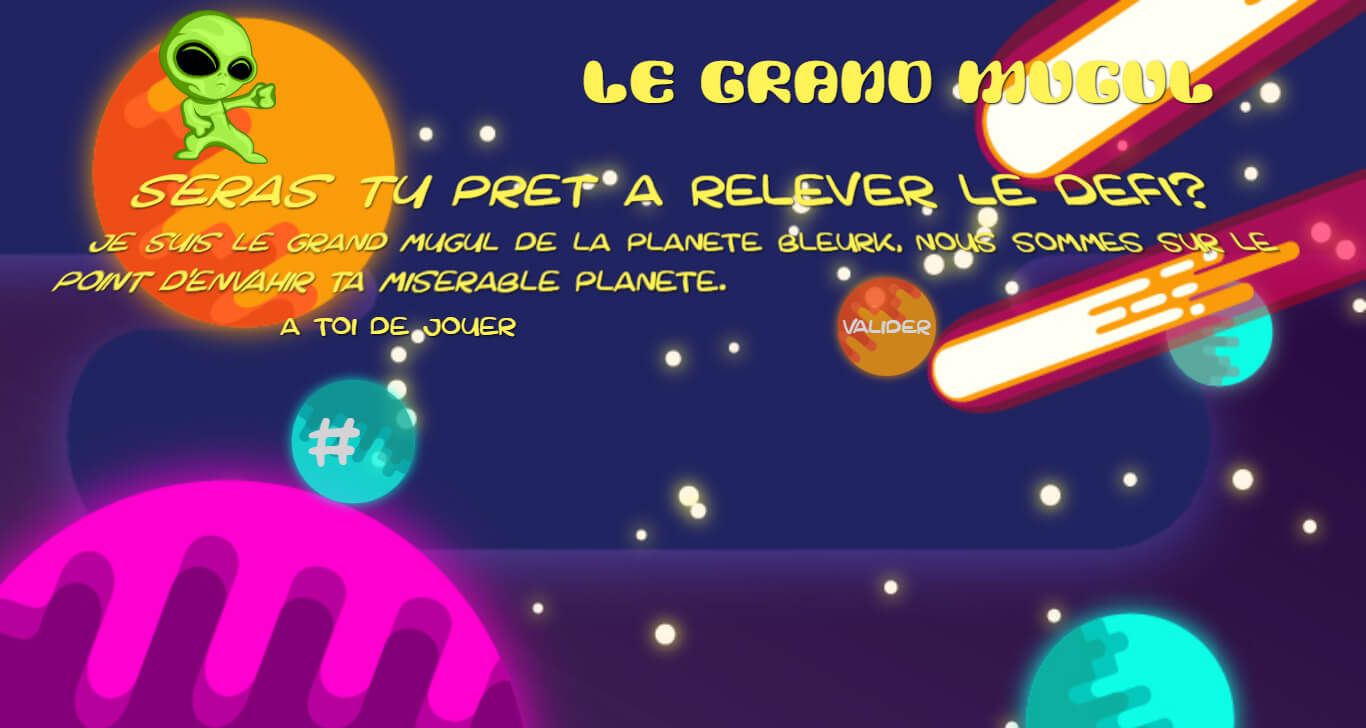 LE GRAND MUGUL
SERAS TU PRET A RELEVER LE DEFI?
JE SUIS LE GRAND MUGUL DE LA PLANETE BLEURK, NOUS SOMMES SUR LE
POINT D'ENVAHIR TA MISERABLE PLANETE.
A TOI DE JOUER
VALIDER
#